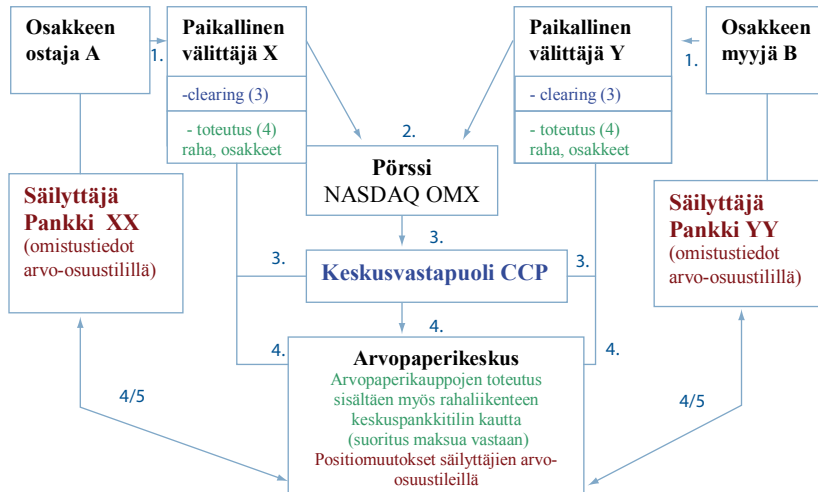 Osakkeen
ostaja A
1.
Paikallinen
välittäjä X
-clearing (3)
- toteutus (4)
raha, osakkeet
Paikallinen
välittäjä Y
- clearing (3)
- toteutus (4)
raha, osakkeet
1.
Osakkeen
myyjä B
2.
Pörssi
NASDAQ OMX
Säilyttäjä
Pankki XX
(omistustiedot
arvo-osuustilillä)
Säilyttäjä
Pankki YY
(omistustiedot
arvo-osuustilillä)
3.
3.
Keskusvastapuoli CCP
3.
4.
4.
Arvopaperikeskus
Arvopaperikauppojen toteutus
sisältäen myös rahaliikenteen
keskuspankkitilin kautta
(suoritus maksua vastaan)
Positiomuutokset säilyttäjien arvo-
osuustileillä
4.
4/5
4/5